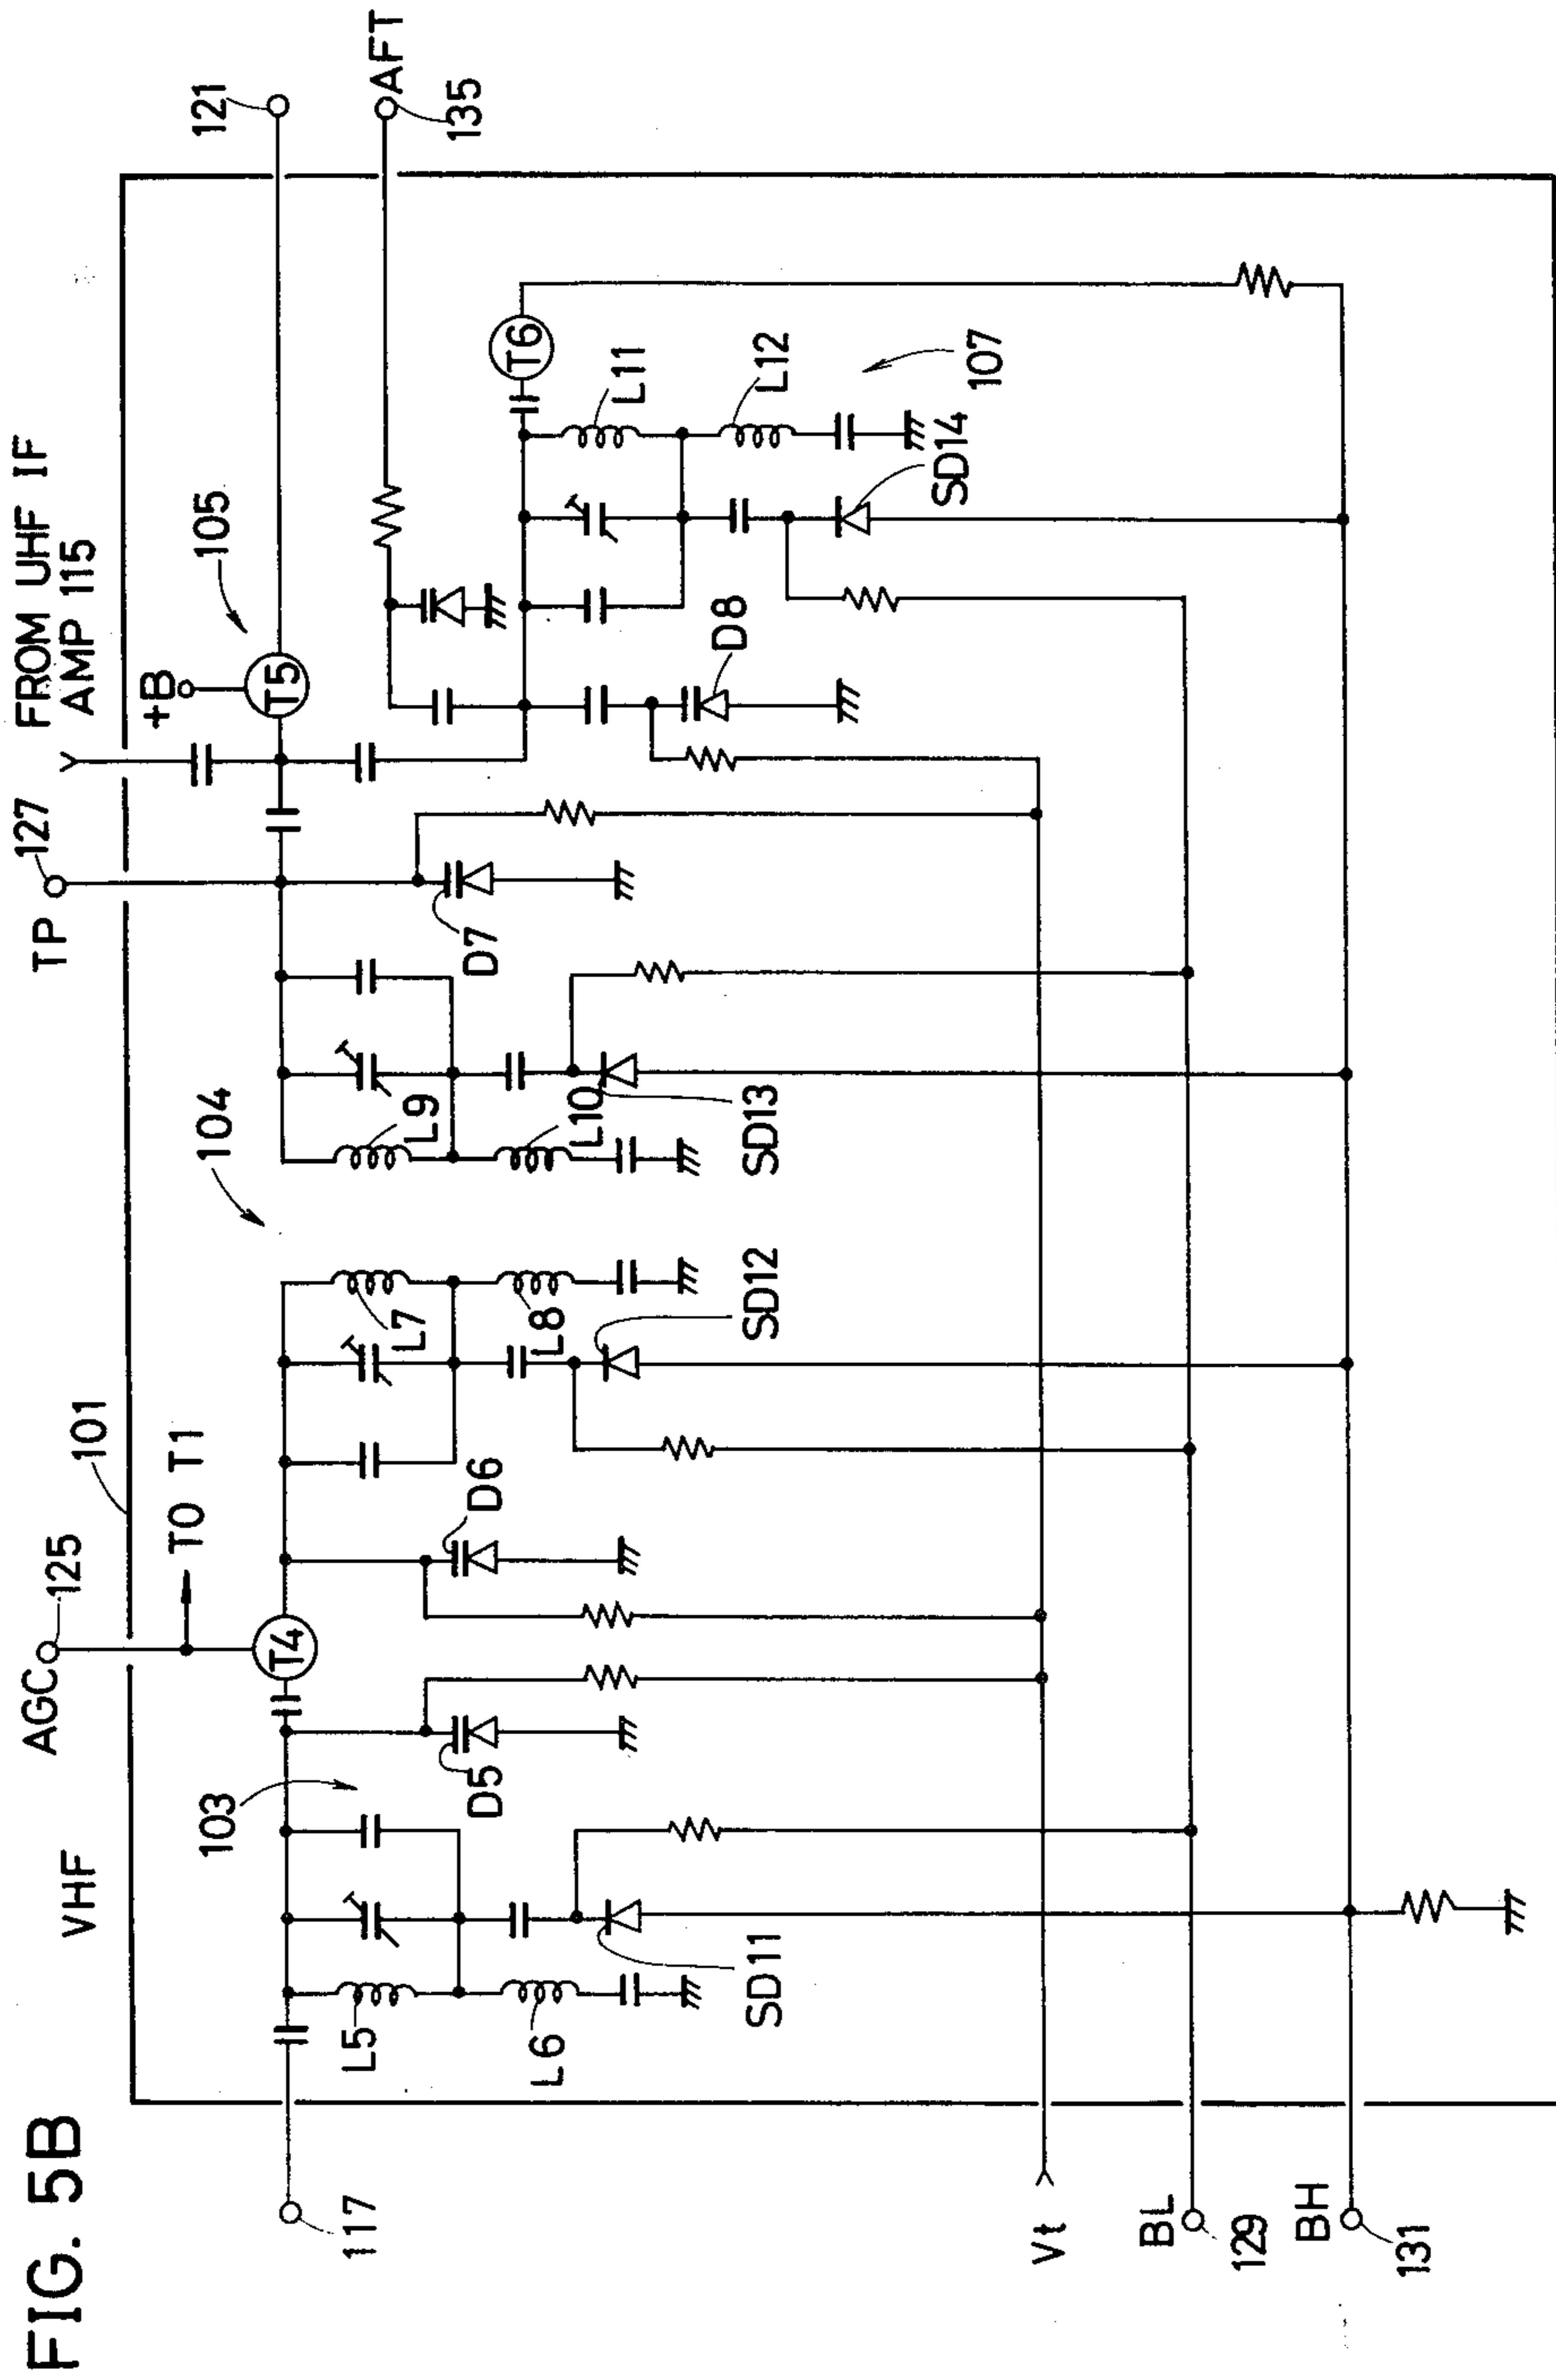 FIG. 5B
VHF
AGC
125
101
TO T1
TP
127
FROM UHF IF
AMP 115
+B
105
121
AFT
135
104
103
117
T4
T5
T6
L5
L6
SD11
D5
D6
L7
L8
SD12
L9
L10
SD13
D7
D8
SD14
L11
L12
107
Vt
BL
129
BH
131